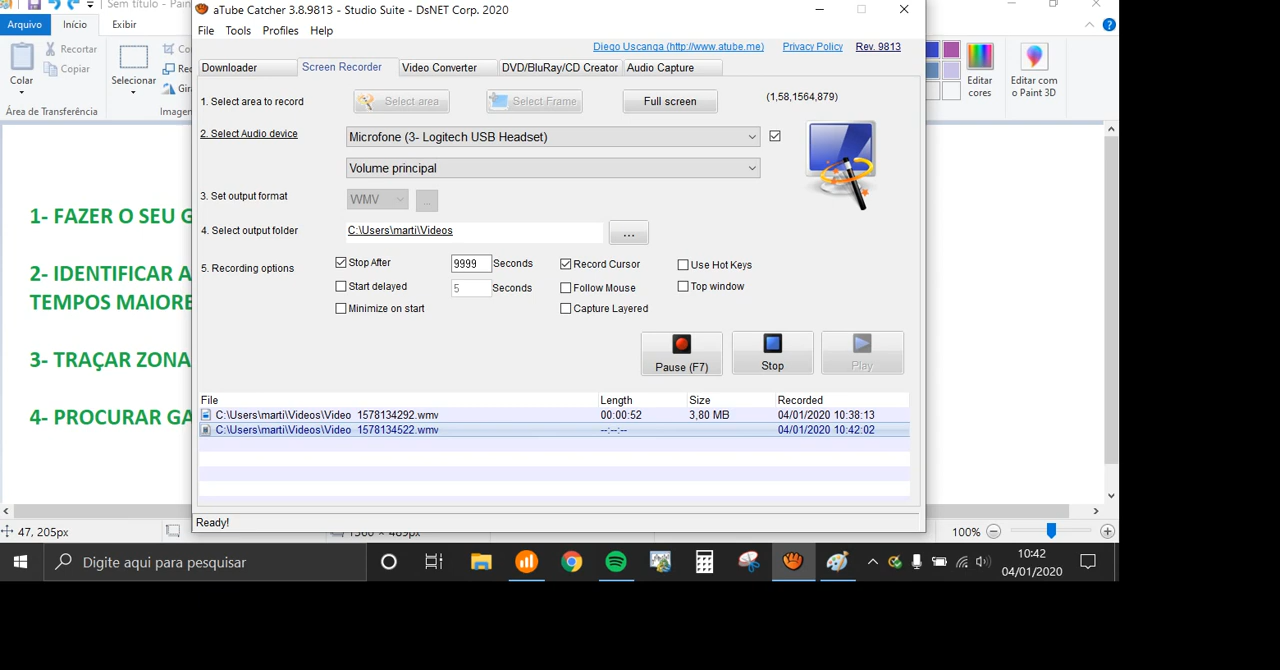 Sem título - Pain
aTube Catcher 3.8.9813 - Studio Suite - DsNET Corp. 2020
Arquivo Início Exibir
File Tools Profiles Help
Diego Uscanga (http://www.atube.me) Privacy Policy Rev. 9813
Downloader Screen Recorder Video Converter DVD/BluRay/CD Creator Audio Capture
Colar Recortar Copiar
Área de Transferência
Selecionar
Imagen
Editar cores
Editar com o Paint 3D
1. Select area to record Select area Select Frame Full screen (1,58,1564,879)
2. Select Audio device Microfone (3- Logitech USB Headset)
Volume principal
3. Set output format WMV ...
4. Select output folder C:\Users\marti\Videos ...
5. Recording options
Stop After 9999 Seconds Record Cursor Use Hot Keys
Start delayed 5 Seconds Follow Mouse Top window
Minimize on start Capture Layered
Pause (F7) Stop Play
File Length Size Recorded
C:\Users\marti\Videos\Video 1578134292.wmv 00:00:52 3,80 MB 04/01/2020 10:38:13
C:\Users\marti\Videos\Video 1578134522.wmv --:--:-- 04/01/2020 10:42:02
Ready!
1- FAZER O SEU G
2- IDENTIFICAR A
TEMPOS MAIORE
3- TRAÇAR ZONA
4- PROCURAR GA
47, 205px
100%
Digite aqui para pesquisar
10:42
04/01/2020